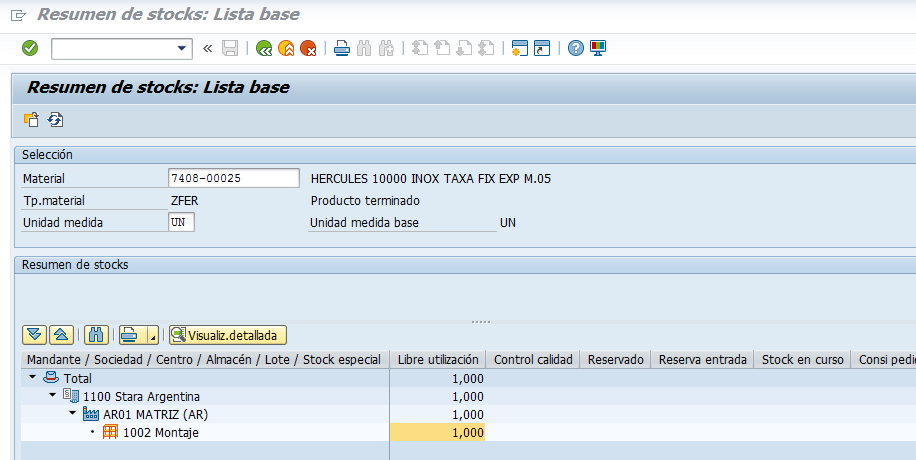 Resumen de stocks: Lista base
Resumen de stocks: Lista base
Selección
Material 7408-00025 HERCULES 10000 INOX TAXA FIX EXP M.05
Tp.material ZFER Producto terminado
Unidad medida UN Unidad medida base UN
Resumen de stocks
Visualiz.detallada
Mandante / Sociedad / Centro / Almacén / Lote / Stock especial Libre utilización Control calidad Reservado Reserva entrada Stock en curso Consi pedi
Total 1,000
1100 Stara Argentina 1,000
AR01 MATRIZ (AR) 1,000
1002 Montaje 1,000